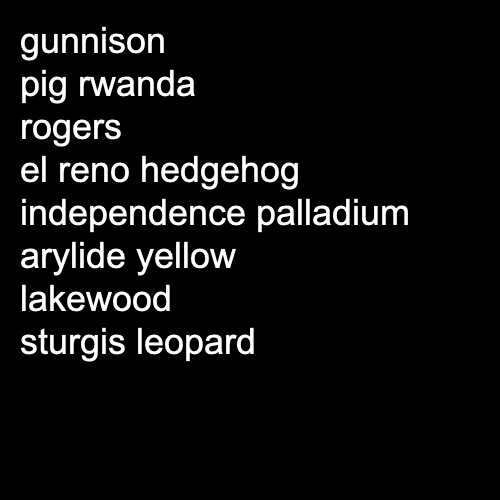 gunnison
pig rwanda
rogers
el reno hedgehog
independence palladium
arylide yellow
lakewood
sturgis leopard